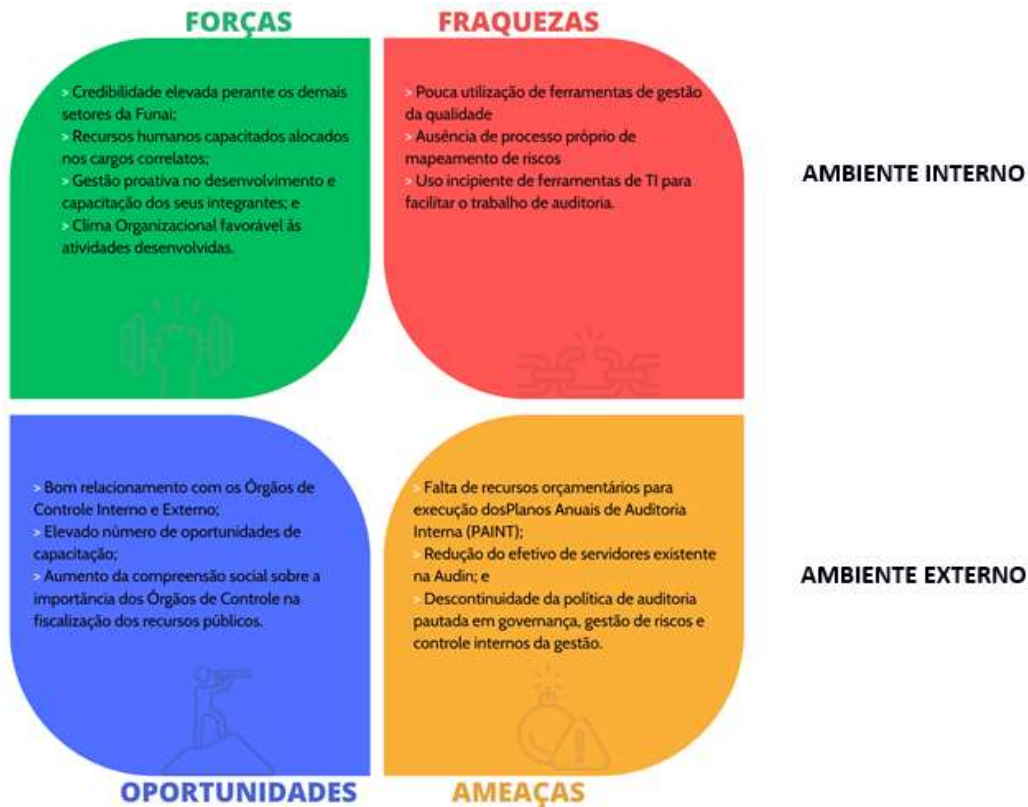 FORÇAS
> Credibilidade elevada perante os demais
setores da Funai;
> Recursos humanos capacitados alocados
nos cargos correlatos;
> Gestão proativa no desenvolvimento e
capacitação dos seus integrantes; e
> Clima Organizacional favorável às
atividades desenvolvidas.
FRAQUEZAS
> Pouca utilização de ferramentas de gestão
da qualidade
> Ausência de processo próprio de
mapeamento de riscos
> Uso incipiente de ferramentas de TI para
facilitar o trabalho de auditoria.
AMBIENTE INTERNO
> Bom relacionamento com os Órgãos de
Controle Interno e Externo;
> Elevado número de oportunidades de
capacitação;
> Aumento da compreensão social sobre a
importância dos Órgãos de Controle na
fiscalização dos recursos públicos.
OPORTUNIDADES
> Falta de recursos orçamentários para
execução dosPlanos Anuais de Auditoria
Interna (PAINT);
> Redução do efetivo de servidores existente
na Audin; e
> Descontinuidade da política de auditoria
pautada em governança, gestão de riscos e
controle internos da gestão.
AMEAÇAS
AMBIENTE EXTERNO